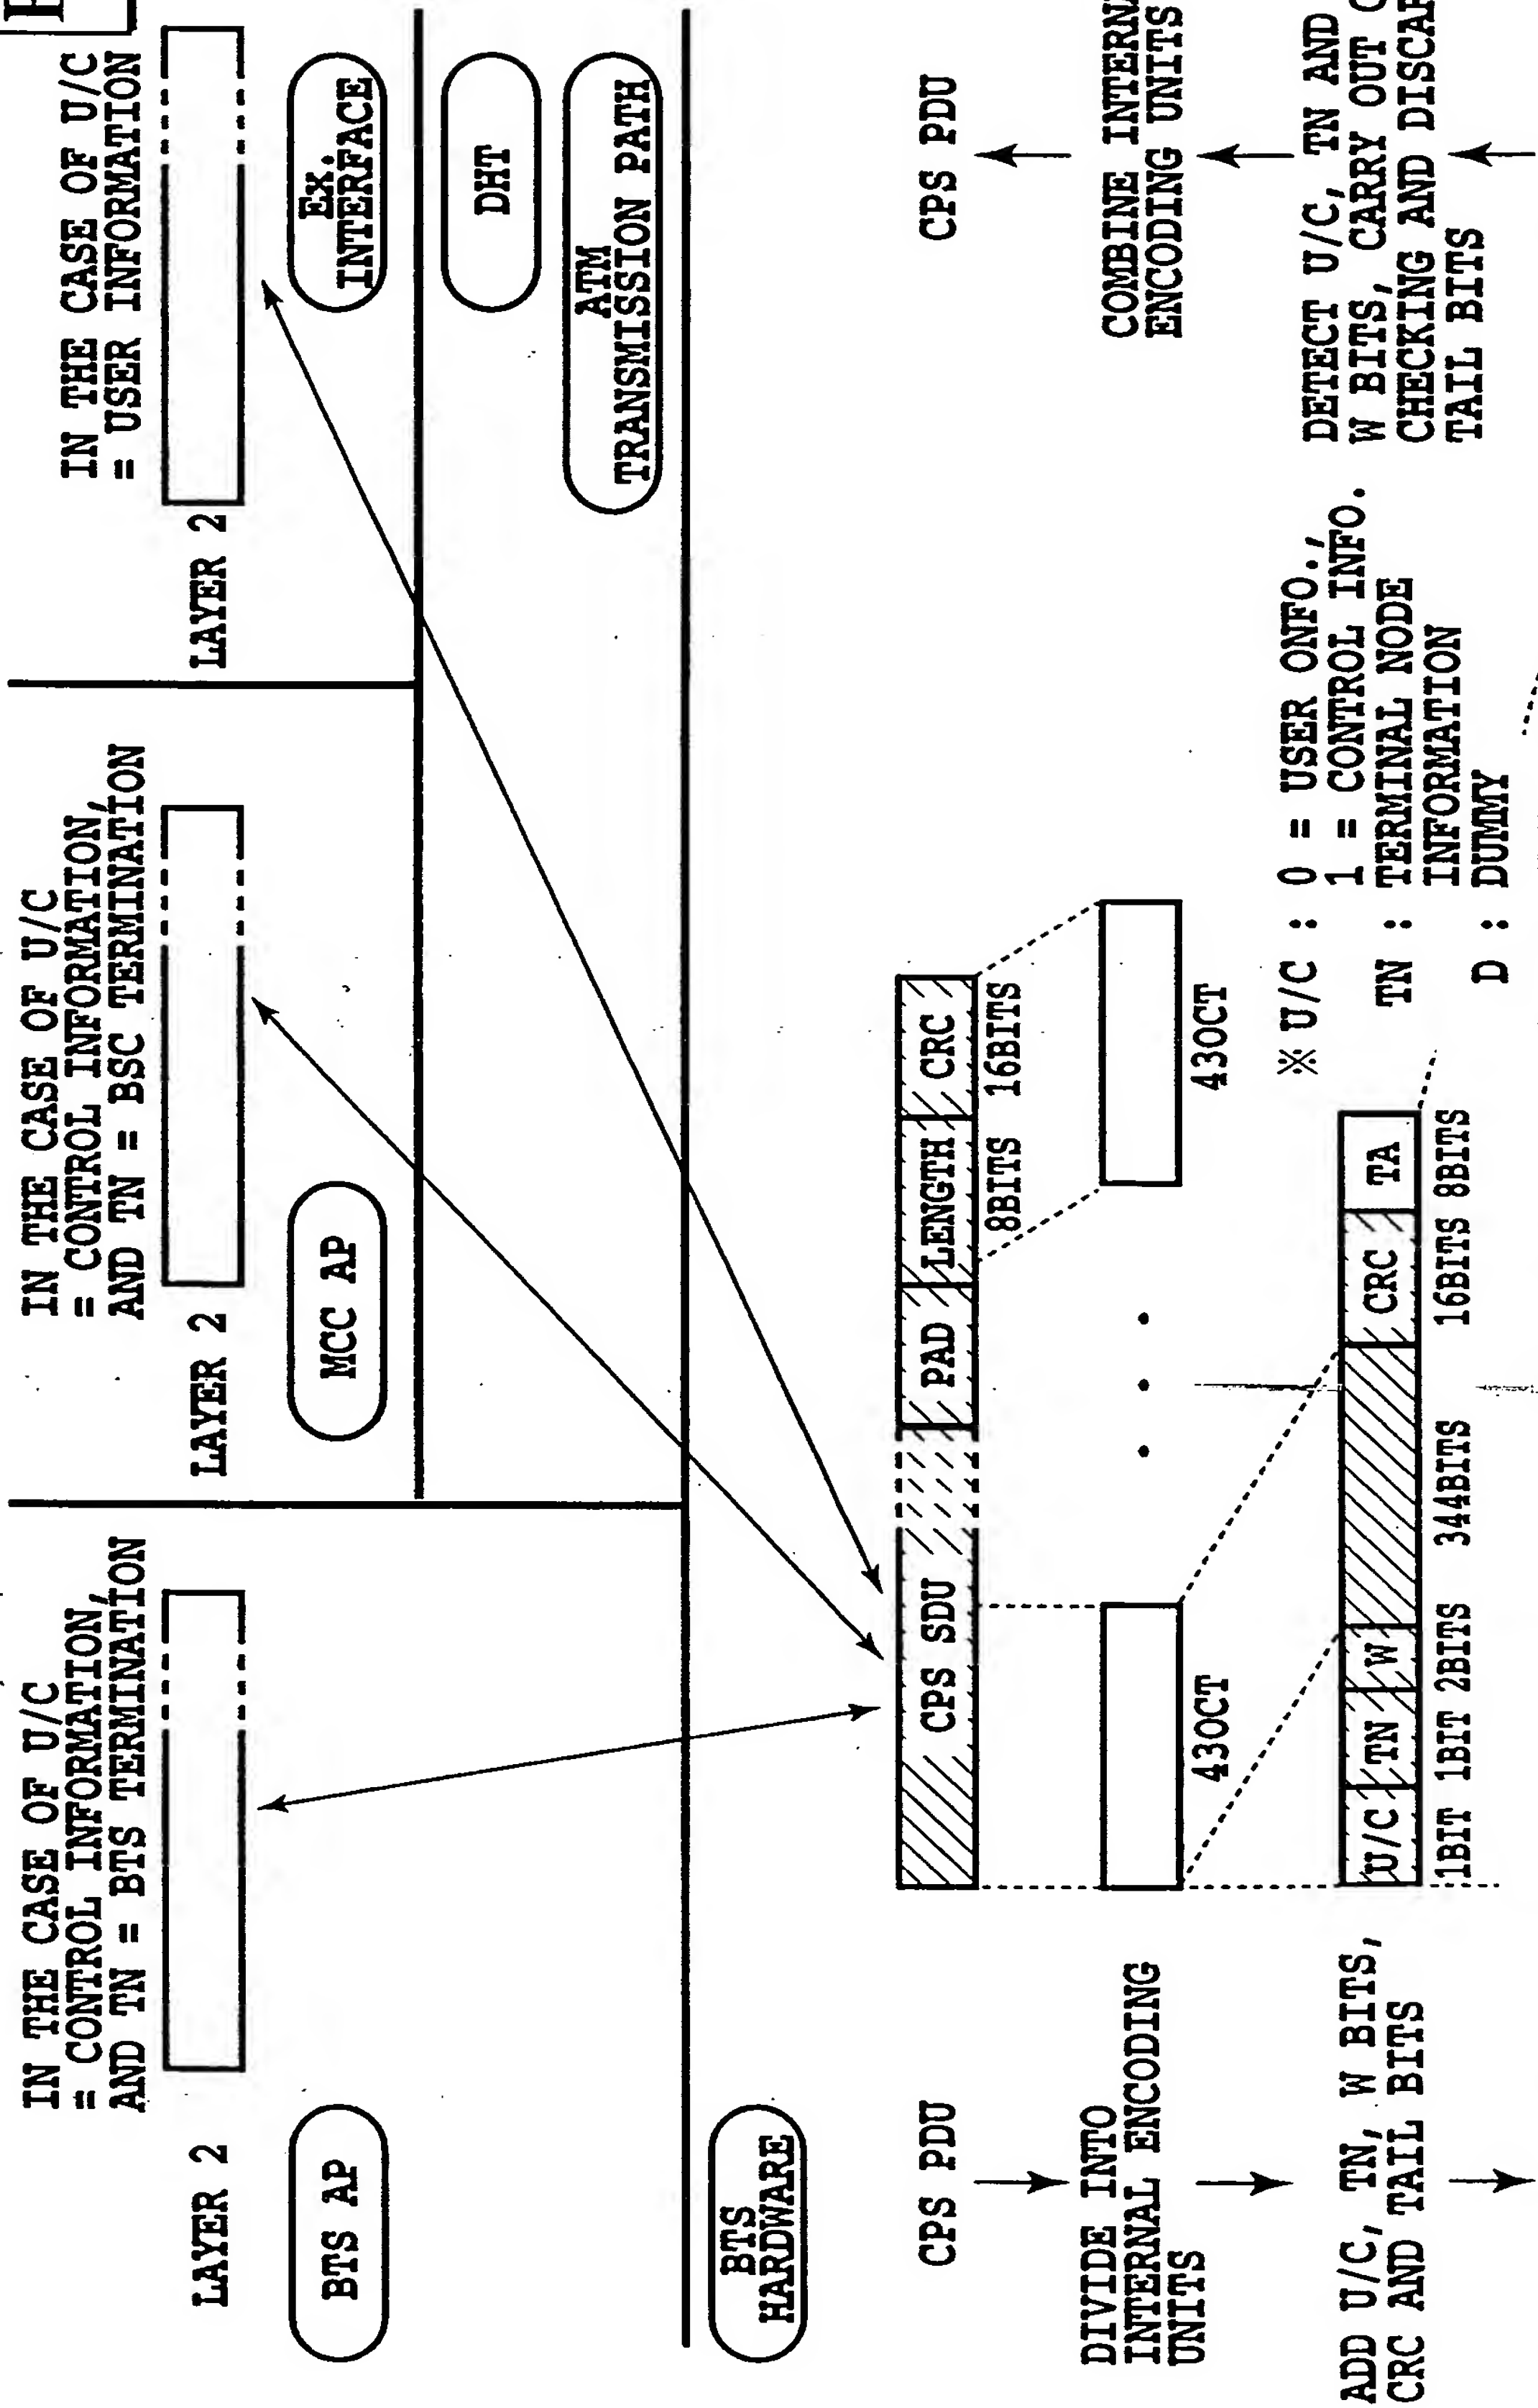 IN THE CASE OF U/C
= CONTROL INFORMATION,
AND TN = BTS TERMINATION
LAYER 2
BTS AP
IN THE CASE OF U/C
= CONTROL INFORMATION,
AND TN = BSC TERMINATION
LAYER 2
MCC AP
IN THE CASE OF U/C
= USER INFORMATION
LAYER 2
Ex.
INTERFACE
DHT
ATM
TRANSMISSION PATH
BTS
HARDWARE
CPS PDU
CPS SDU
PAD
LENGTH
CRC
8BITS
16BITS
CPS PDU
DIVIDE INTO
INTERNAL ENCODING
UNITS
43OCT
• • •
43OCT
COMBINE
ENCODING UNITS
ADD U/C, TN, W BITS,
CRC AND TAIL BITS
U/C
TN
W
CRC
TA
1BIT
1BIT
2BITS
344BITS
16BITS
8BITS
※ U/C : 0 = USER ONFO.,
1 = CONTROL INFO.
TN : TERMINAL NODE
INFORMATION
D : DUMMY
DETECT U/C, TN AND
W BITS, CARRY OUT
CHECKING AND
TAIL BITS